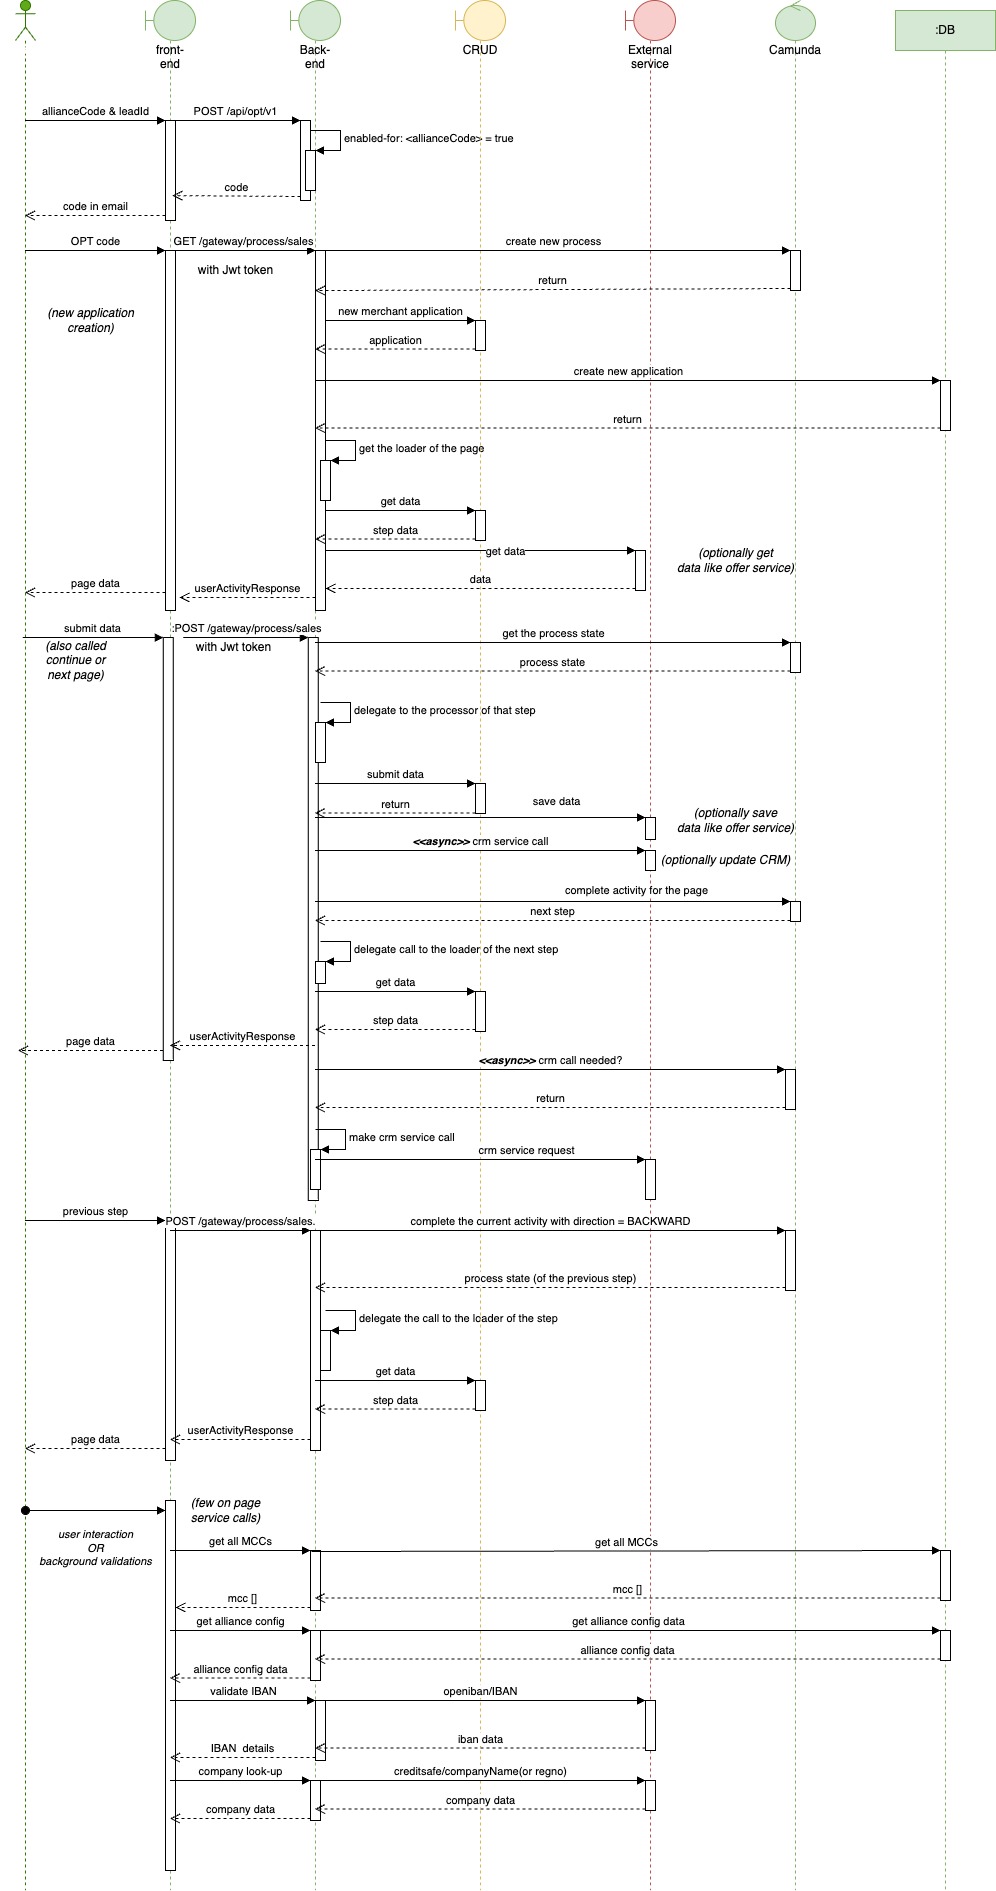 front-
end
Back-
end
CRUD
External
service
Camunda
:DB
allianceCode & leadId
POST /api/opt/v1
enabled-for: <allianceCode> = true
code
code in email
OPT code
GET /gateway/process/sales
create new process
with Jwt token
return
(new application
creation)
new merchant application
application
create new application
return
get the loader of the page
get data
step data
get data
(optionally get
data like offer service)
data
page data
userActivityResponse
submit data
:POST /gateway/process/sales
get the process state
(also called
continue or
next page)
with Jwt token
process state
delegate to the processor of that step
submit data
return
save data
(optionally save
data like offer service)
<<async>> crm service call
(optionally update CRM)
complete activity for the page
next step
delegate call to the loader of the next step
get data
step data
userActivityResponse
page data
<<async>> crm call needed?
return
make crm service call
crm service request
previous step
POST /gateway/process/sales.
complete the current activity with direction = BACKWARD
process state (of the previous step)
delegate the call to the loader of the step
get data
step data
userActivityResponse
page data
(few on page
service calls)
user interaction
OR
background validations
get all MCCs
get all MCCs
mcc []
mcc []
get alliance config
get alliance config data
alliance config data
alliance config data
validate IBAN
openiban/IBAN
iban data
IBAN details
company look-up
creditsafe/companyName(or regno)
company data
company data